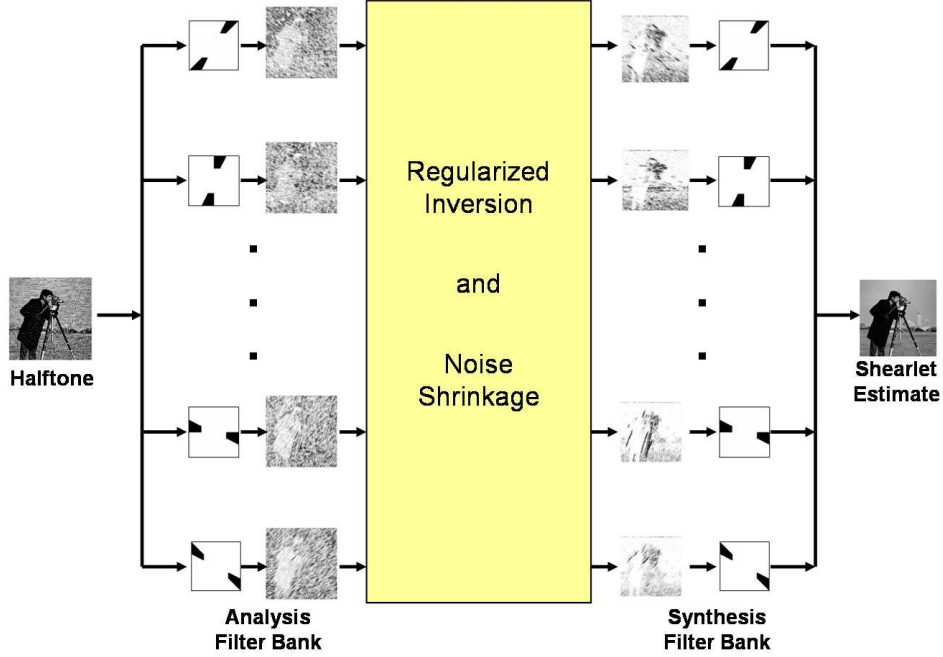 Regularized
Inversion
and
Noise
Shrinkage
Halftone
Shearlet
Estimate
Analysis
Filter Bank
Synthesis
Filter Bank